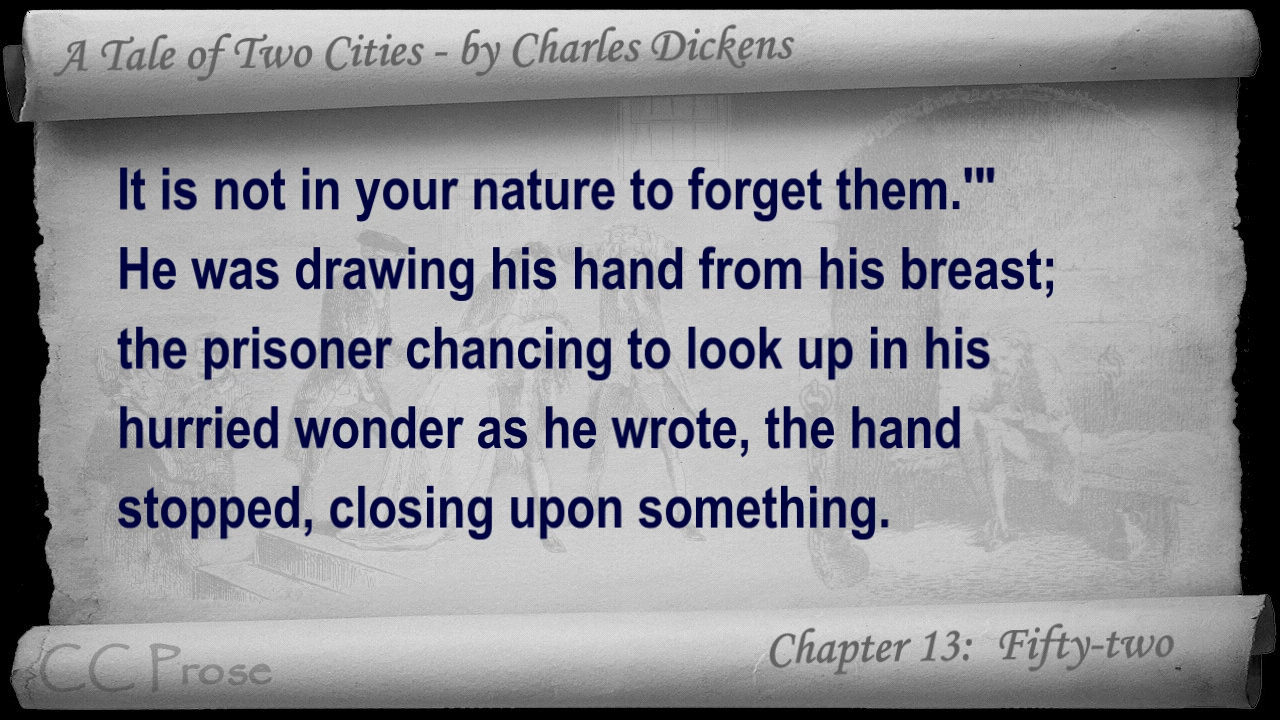 A Tale of Two Cities - by Charles Dickens
It is not in your nature to forget them.'"
He was drawing his hand from his breast;
the prisoner chancing to look up in his
hurried wonder as he wrote, the hand
stopped, closing upon something.
CC Prose
Chapter 13: Fifty-two